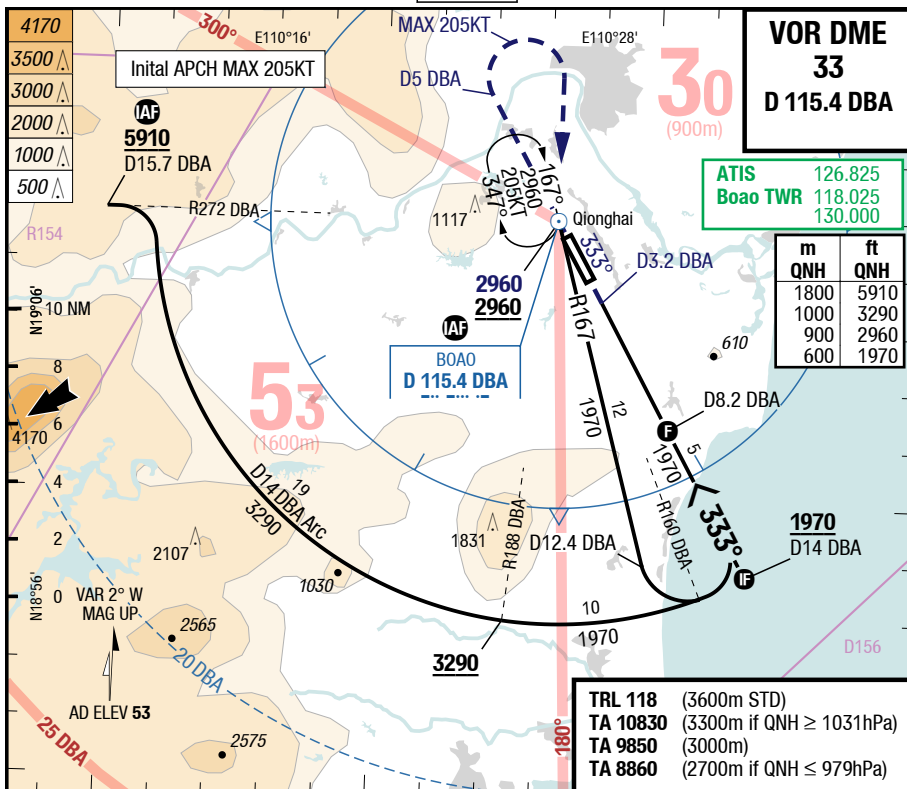 4170
3500
3000
2000
1000
500
Inital APCH MAX 205KT
300°
E110°16'
MAX 205KT
E110°28'
D5 DBA
30
(900m)
VOR DME
33
D 115.4 DBA
ATIS 126.825
Boao TWR 118.025
130.000
m ft
QNH QNH
1800 5910
1000 3290
900 2960
600 1970
IAF
5910
D15.7 DBA
R272 DBA
R154
1117
167°
2960
205KT
347°
Qionghai
333°
D3.2 DBA
2960
2960
IAF
BOAO
D 115.4 DBA
R167
N19°06'
10 NM
8
6
4
2
0
N18°56'
4170
53
(1600m)
610
12
1970
D8.2 DBA
F
5
1970
19
D14 DBA Arc
3290
1831
R188 DBA
D12.4 DBA
R160 DBA
333°
1970
D14 DBA
IF
2107
1030
VAR 2° W
MAG UP
2565
20 DBA
10
1970
3290
D156
AD ELEV 53
25 DBA
2575
180°
TRL 118 (3600m STD)
TA 10830 (3300m if QNH ≥ 1031hPa)
TA 9850 (3000m)
TA 8860 (2700m if QNH ≤ 979hPa)